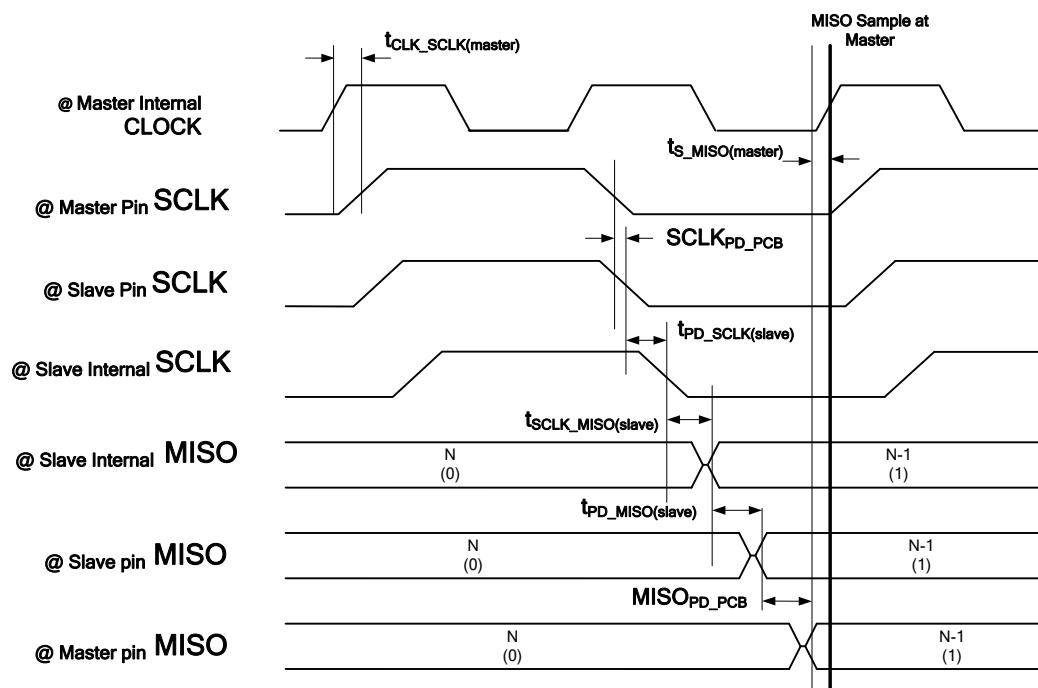 MISO Sample at
Master
tCLK_SCLK(master)
@ Master Internal
CLOCK
tS_MISO(master)
@ Master Pin SCLK
SCLKPD_PCB
@ Slave Pin SCLK
tPD_SCLK(slave)
@ Slave Internal SCLK
tSCLK_MISO(slave)
@ Slave Internal MISO
N
(0)
N-1
(1)
tPD_MISO(slave)
@ Slave pin MISO
N
(0)
N-1
(1)
MISOPD_PCB
@ Master pin MISO
N
(0)
N-1
(1)